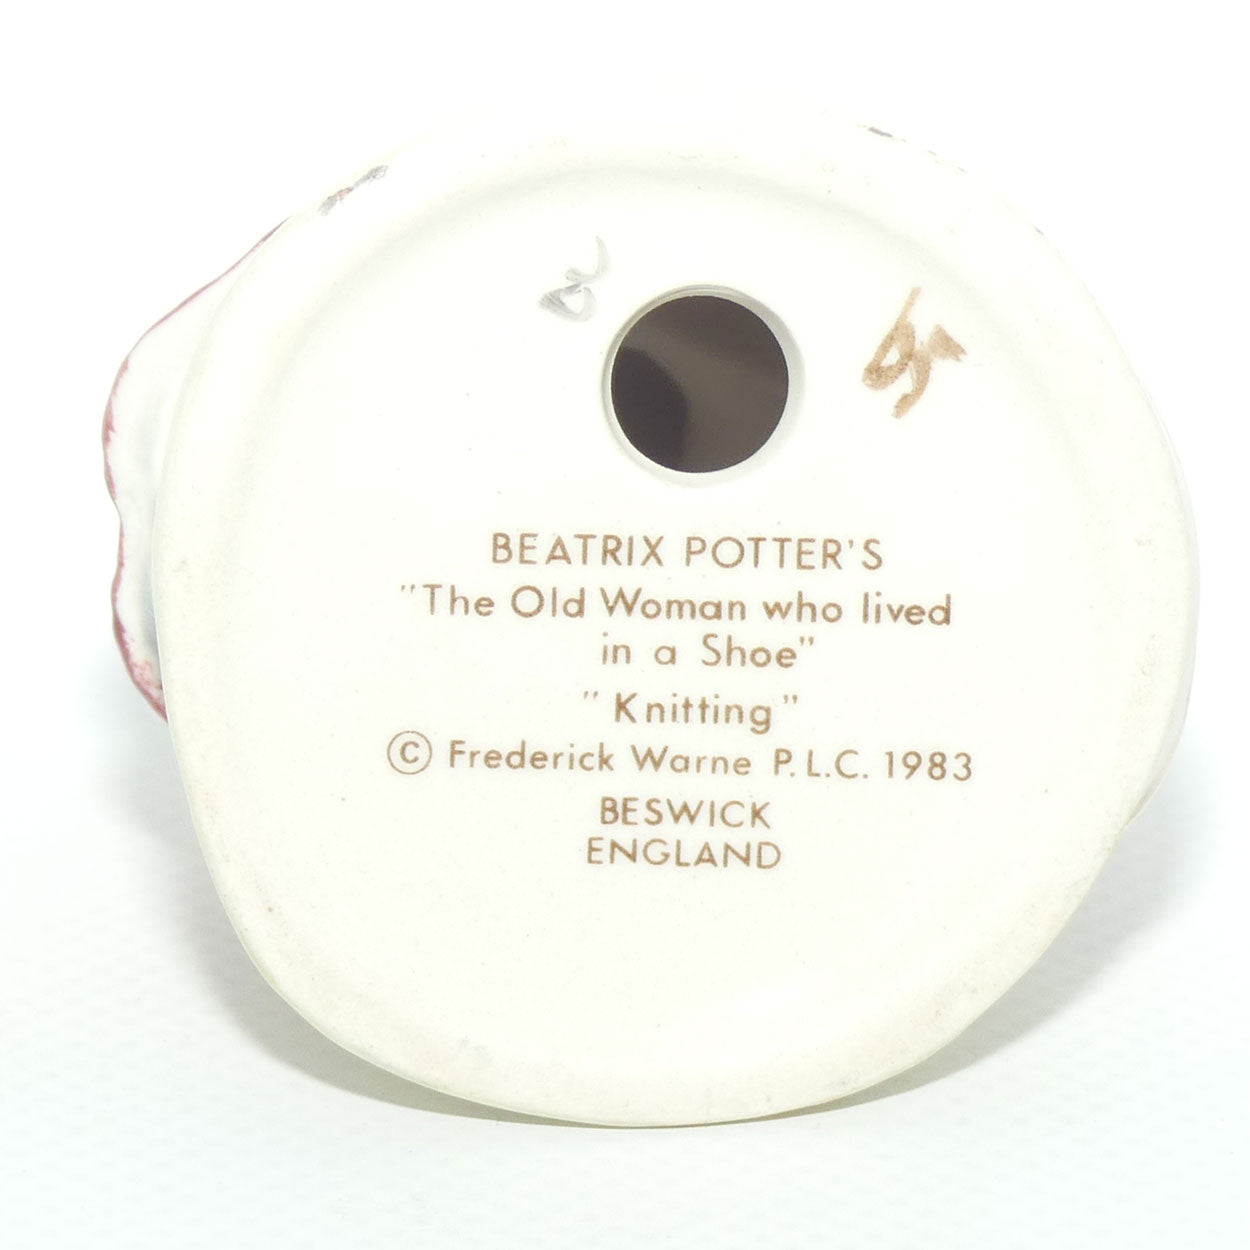 BEATRIX POTTER'S
"The Old Woman who lived
in a Shoe"
"Knitting"
© Frederick Warne P.L.C. 1983
BESWICK
ENGLAND